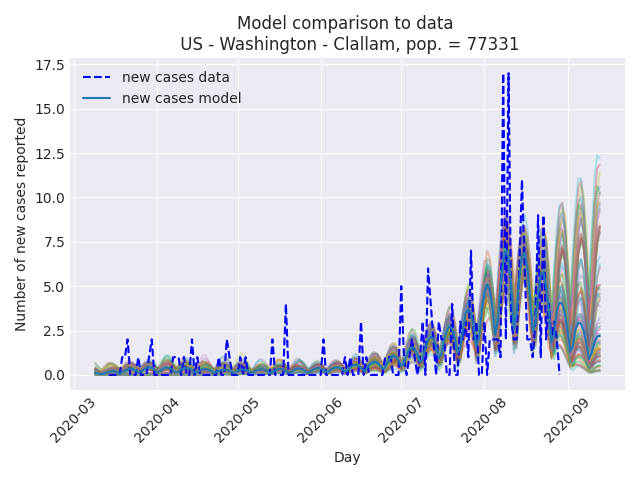 Model comparison to data
US - Washington - Clallam, pop. = 77331
new cases data
new cases model
Number of new cases reported
17.5
15.0
12.5
10.0
7.5
5.0
2.5
0.0
2020-03
2020-04
2020-05
2020-06
2020-07
2020-08
2020-09
Day